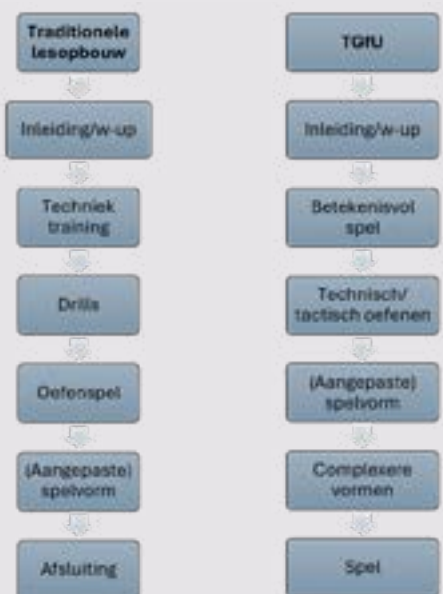 Traditionele
lesopbouw
Inleiding/w-up
Techniek
training
Drills
Oefenspel
(Aangepaste)
spelvorm
Afsluiting
TGfU
Inleiding/w-up
Betekenisvol
spel
Technisch/
tactisch oefenen
(Aangepaste)
spelvorm
Complexere
vormen
Spel